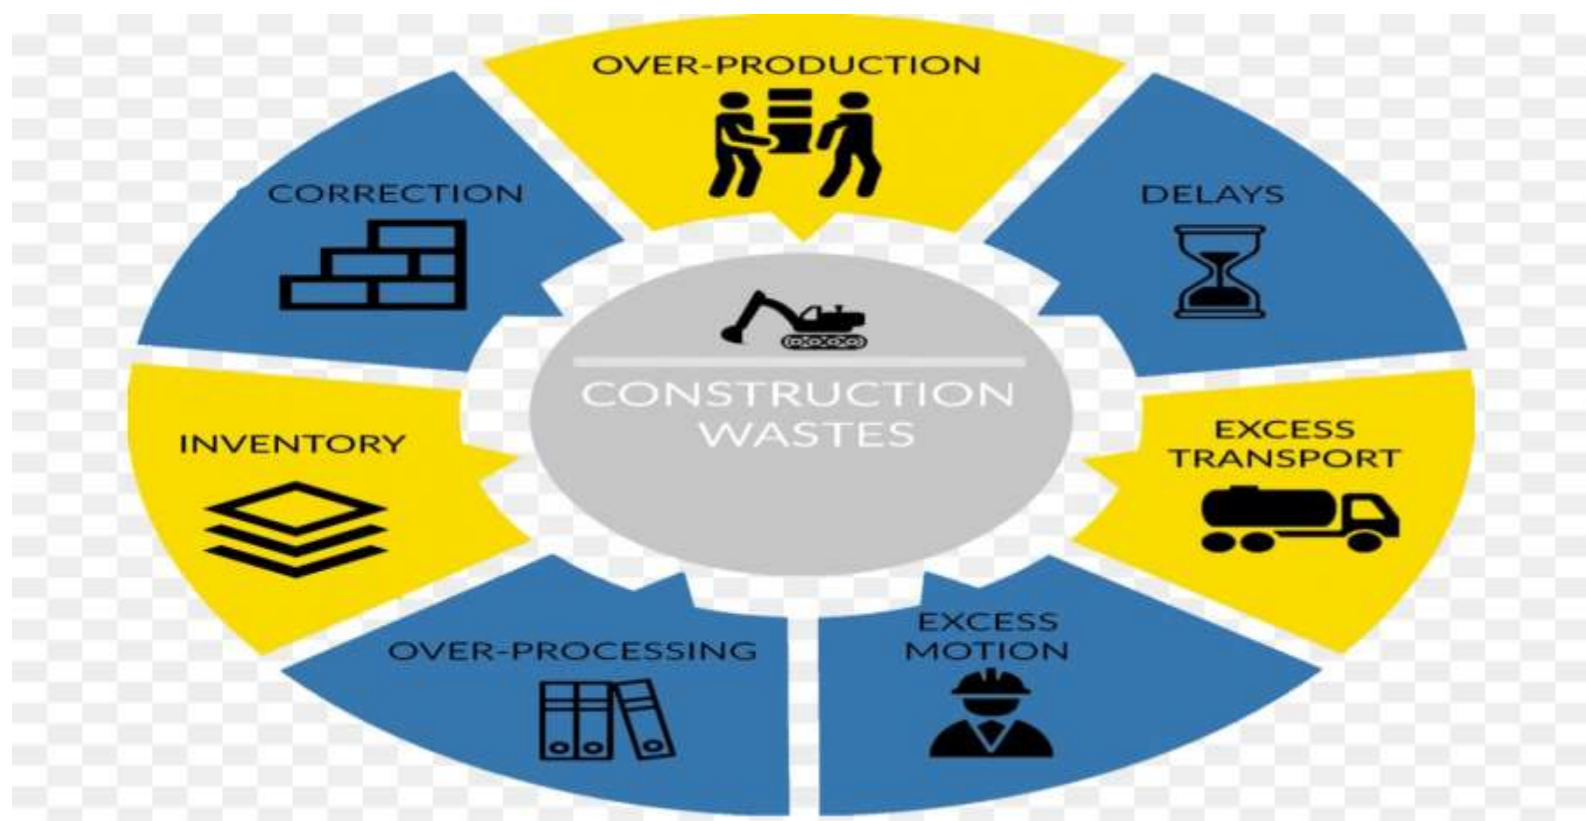 OVER-PRODUCTION
CORRECTION
DELAYS
CONSTRUCTION
WASTES
INVENTORY
EXCESS
TRANSPORT
OVER-PROCESSING
EXCESS
MOTION